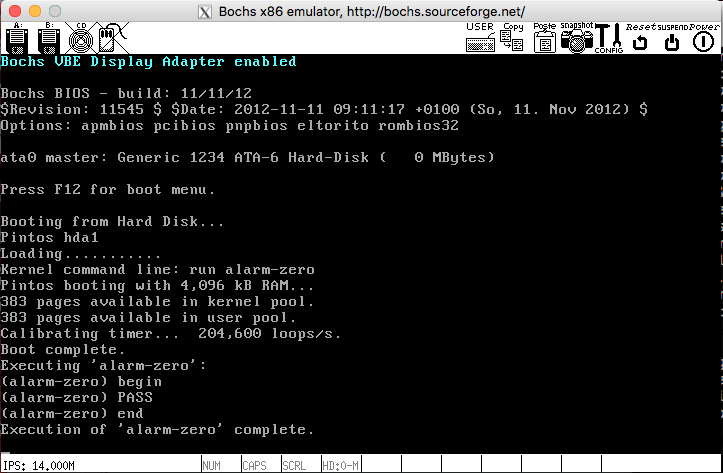 Bochs x86 emulator, http://bochs.sourceforge.net/
A: B: CD USER Copy Paste snapshot CONFIG Reset SUSPEND Power
Bochs VBE Display Adapter enabled
Bochs BIOS - build: 11/11/12
$Revision: 11545 $ $Date: 2012-11-11 09:11:17 +0100 (So, 11. Nov 2012) $
Options: apmbios pcibios pnpbios eltorito rombios32
ata0 master: Generic 1234 ATA-6 Hard-Disk (   0 MBytes)
Press F12 for boot menu.
Booting from Hard Disk...
Pintos hda1
Loading...........
Kernel command line: run alarm-zero
Pintos booting with 4,096 kB RAM...
383 pages available in kernel pool.
383 pages available in user pool.
Calibrating timer...  204,600 loops/s.
Boot complete.
Executing 'alarm-zero':
(alarm-zero) begin
(alarm-zero) PASS
(alarm-zero) end
Execution of 'alarm-zero' complete.
IPS: 14.000M NUM CAPS SCRL HD:0-M